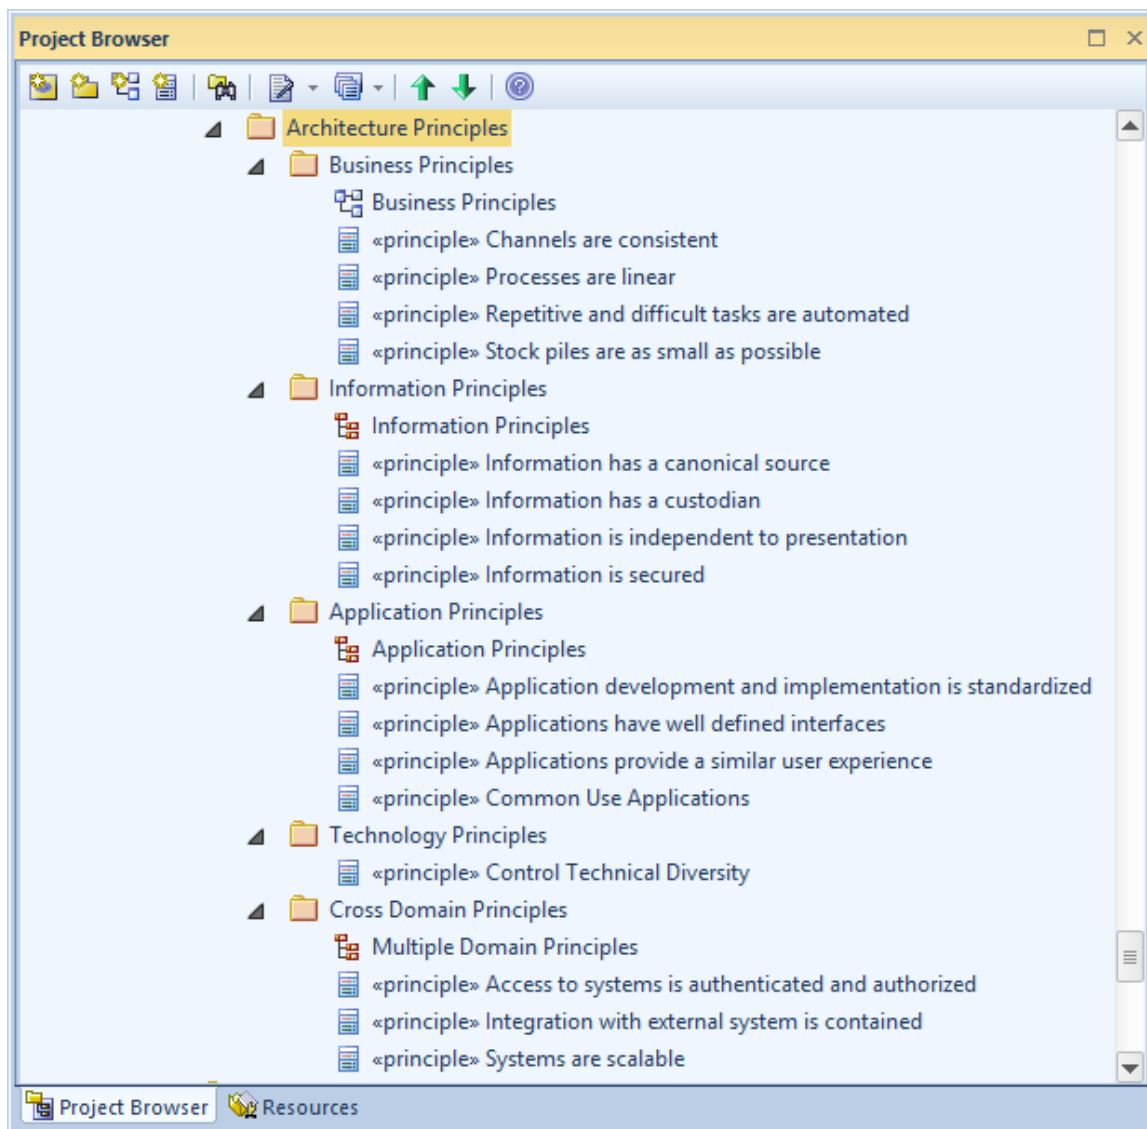 Project Browser
Architecture Principles
Business Principles
Business Principles
«principle» Channels are consistent
«principle» Processes are linear
«principle» Repetitive and difficult tasks are automated
«principle» Stock piles are as small as possible
Information Principles
Information Principles
«principle» Information has a canonical source
«principle» Information has a custodian
«principle» Information is independent to presentation
«principle» Information is secured
Application Principles
Application Principles
«principle» Application development and implementation is standardized
«principle» Applications have well defined interfaces
«principle» Applications provide a similar user experience
«principle» Common Use Applications
Technology Principles
«principle» Control Technical Diversity
Cross Domain Principles
Multiple Domain Principles
«principle» Access to systems is authenticated and authorized
«principle» Integration with external system is contained
«principle» Systems are scalable
Project Browser Resources